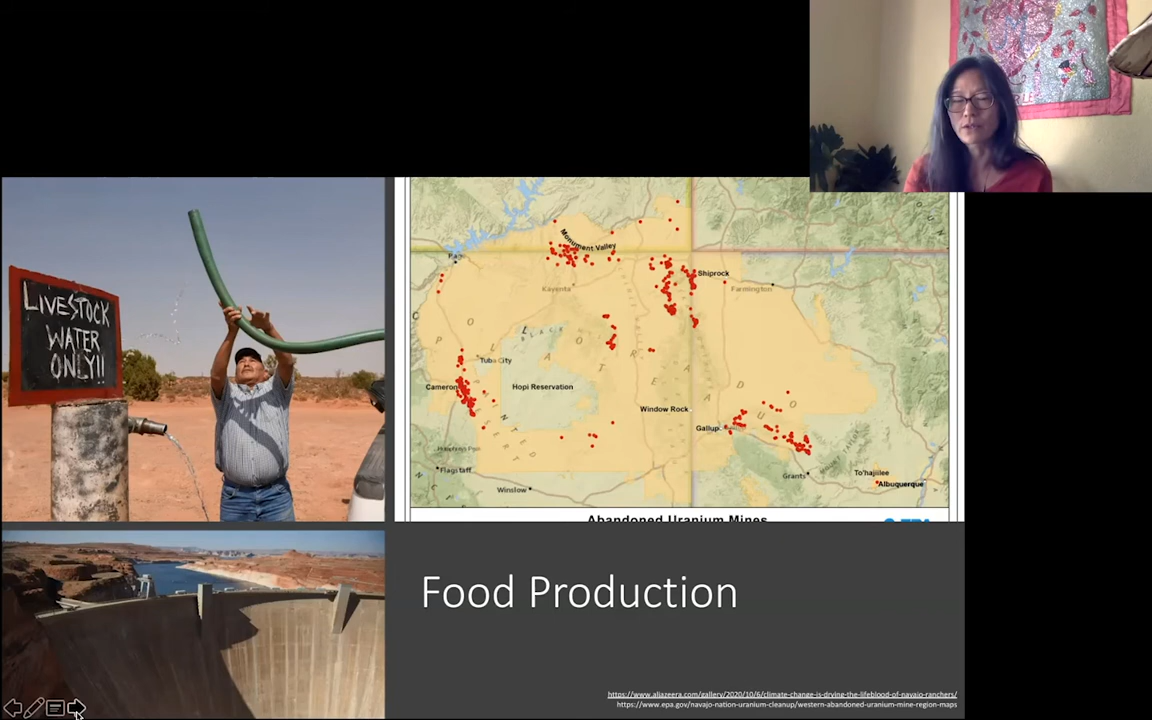 LIVESTOCK
WATER
ONLY!!
Monument Valley
Shiprock
Kayenta
Farmington
Tuba City
Cameron
Hopi Reservation
Window Rock
Gallup
Flagstaff
Grants
To'hajiilee
Winslow
Albuquerque
Abandoned Uranium Mines
Food Production
https://www.aljazeera.com/gallery/2020/10/6/climate-change-is-drying-the-lifeblood-of-navajo-ranchers/
https://www.epa.gov/navajo-nation-uranium-cleanup/western-abandoned-uranium-mine-region-maps